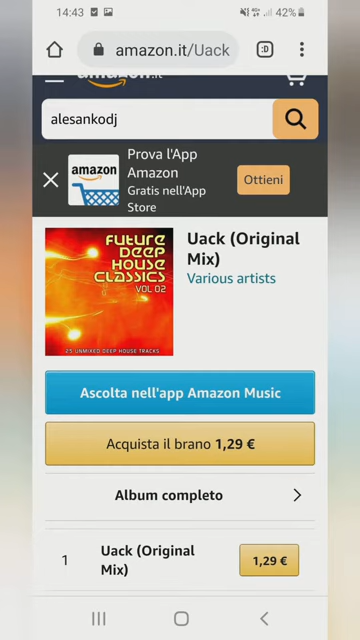 14:43
42%
amazon.it/Uack
:D
amazon.it
alesankodj
Prova l'App
Amazon
Gratis nell'App
Store
amazon
Ottieni
FUTURE
DEEP
HOUSE
CLASSICS
VOL 02
25 UNMIXED DEEP HOUSE TRACKS
Uack (Original
Mix)
Various artists
Ascolta nell'app Amazon Music
Acquista il brano 1,29 €
Album completo
1
Uack (Original
Mix)
1,29 €